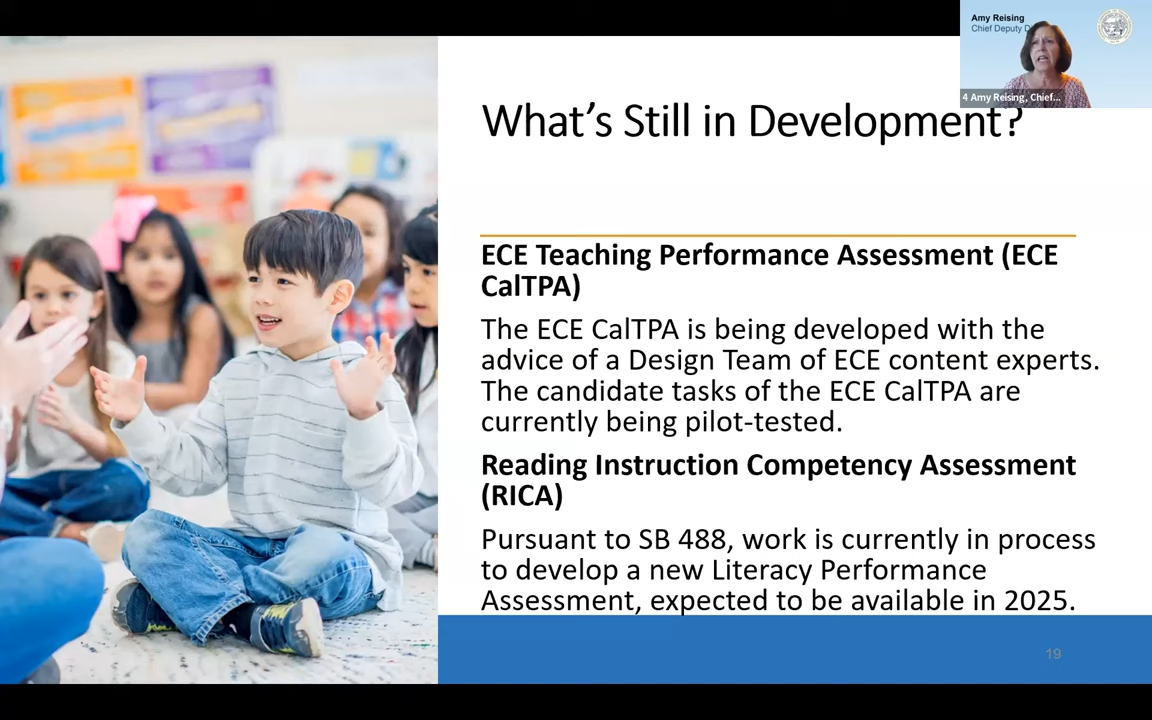 Amy Reising
Chief Deputy D
4 Amy Reising, Chief...
What's Still in Development?
ECE Teaching Performance Assessment (ECE
CalTPA)
The ECE CalTPA is being developed with the
advice of a Design Team of ECE content experts.
The candidate tasks of the ECE CalTPA are
currently being pilot-tested.
Reading Instruction Competency Assessment
(RICA)
Pursuant to SB 488, work is currently in process
to develop a new Literacy Performance
Assessment, expected to be available in 2025.
19